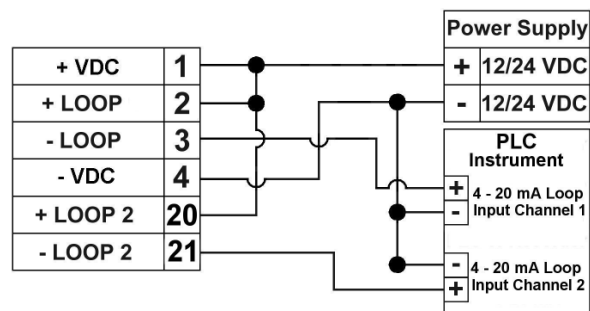 + VDC 1
+ LOOP 2
- LOOP 3
- VDC 4
+ LOOP 2 20
- LOOP 2 21
Power Supply
+ 12/24 VDC
- 12/24 VDC
PLC
Instrument
+ 4 - 20 mA Loop
- Input Channel 1
- 4 - 20 mA Loop
+ Input Channel 2